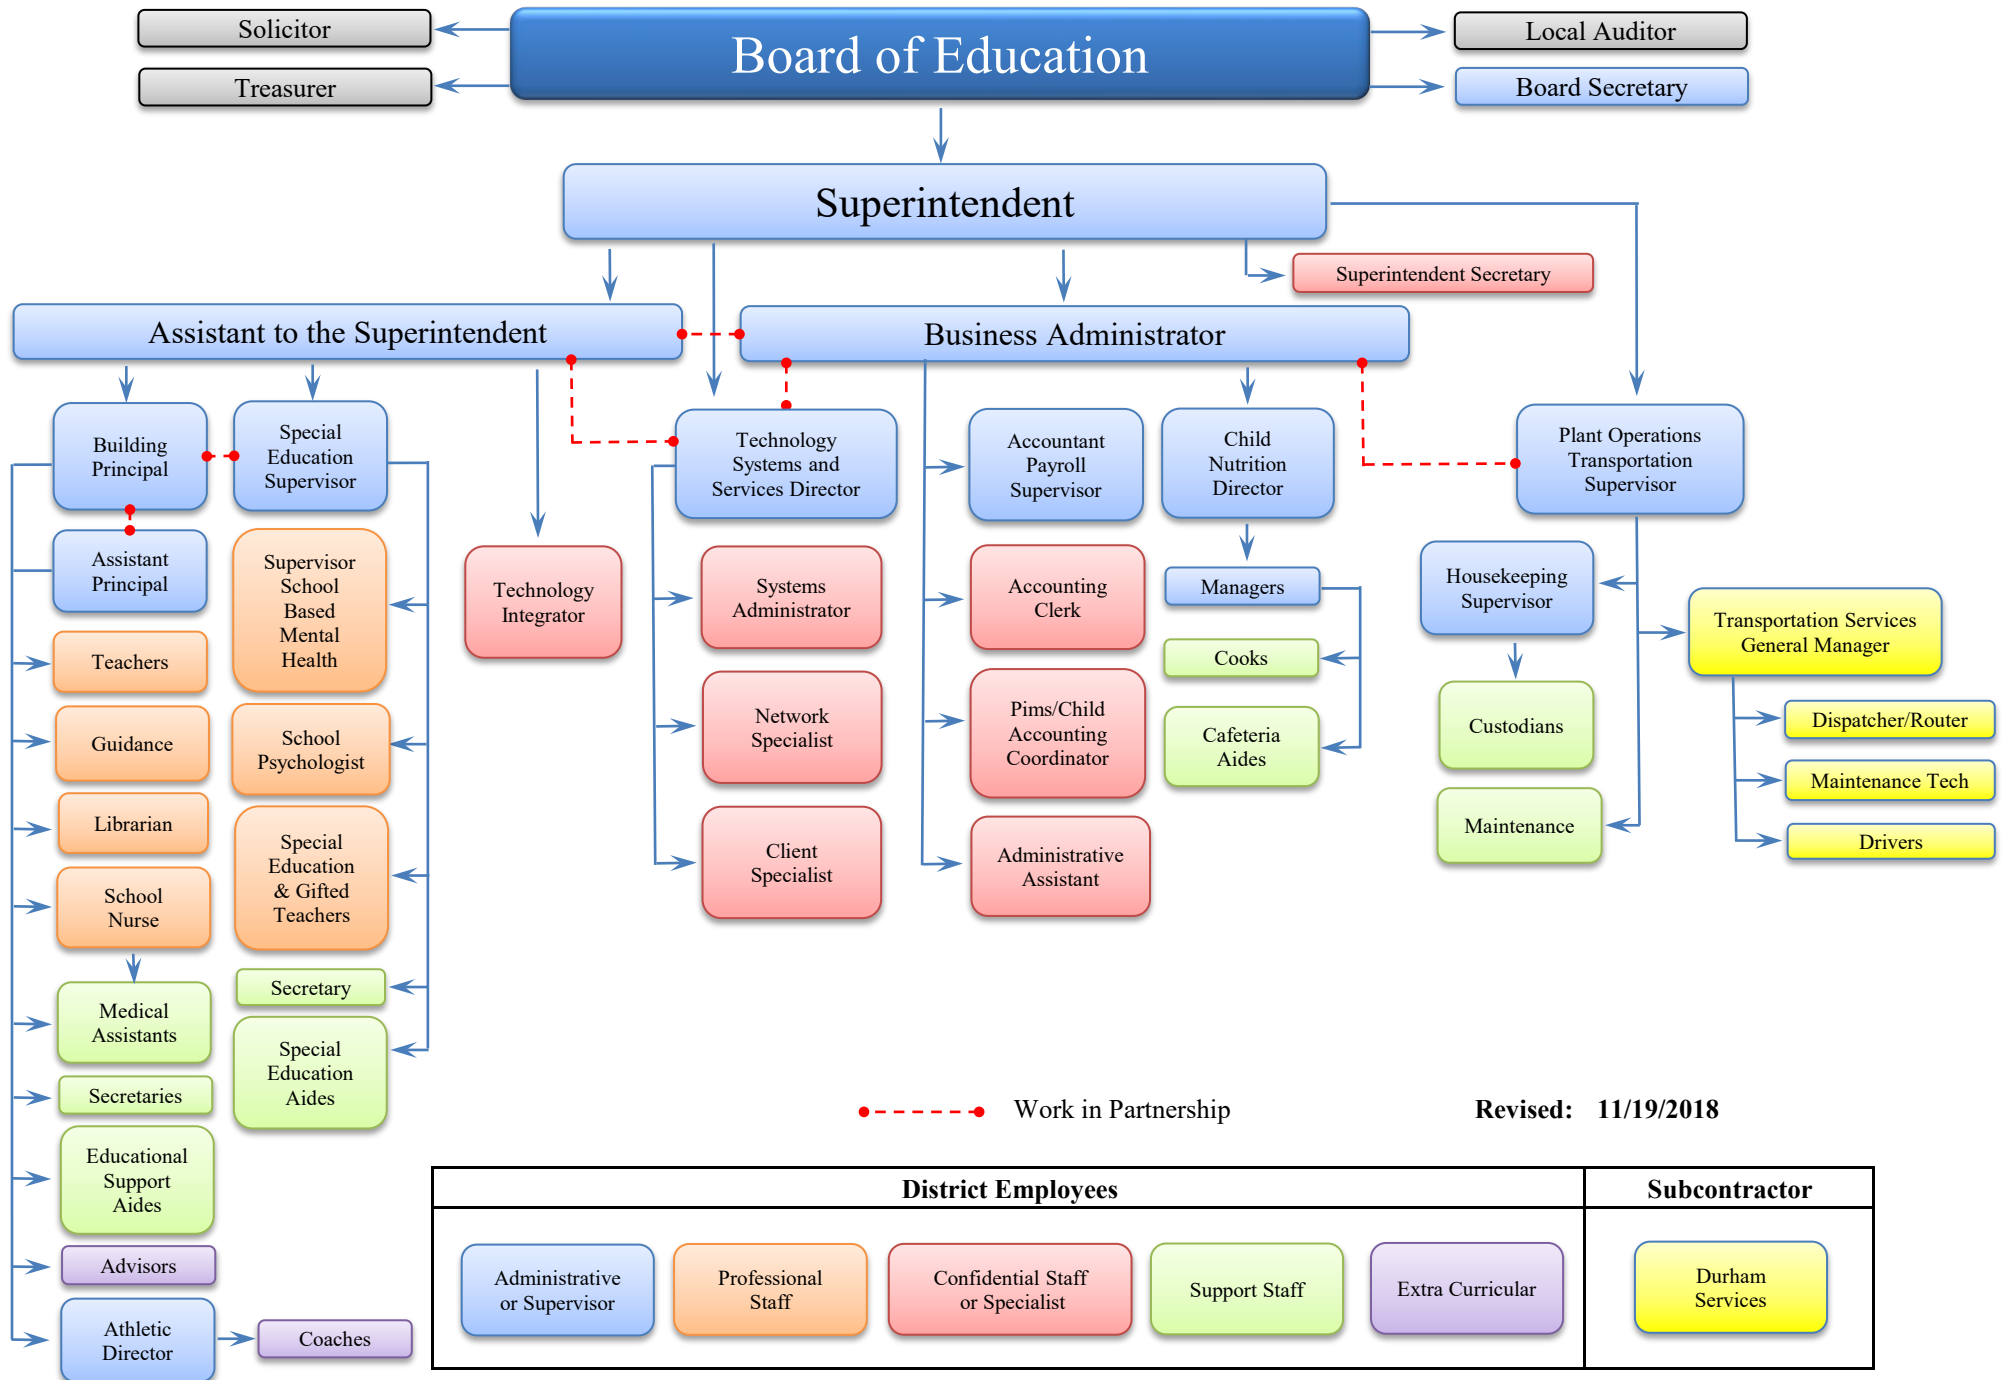 Solicitor
Treasurer
Board of Education
Local Auditor
Board Secretary
Superintendent
Superintendent Secretary
Assistant to the Superintendent
Business Administrator
Building
Principal
Special
Education
Supervisor
Technology
Systems and
Services Director
Accountant
Payroll
Supervisor
Child
Nutrition
Director
Plant Operations
Transportation
Supervisor
Assistant
Principal
Supervisor
School
Based
Mental
Health
Technology
Integrator
Systems
Administrator
Accounting
Clerk
Managers
Housekeeping
Supervisor
Transportation Services
General Manager
Teachers
Cooks
Guidance
School
Psychologist
Network
Specialist
Pims/Child
Accounting
Coordinator
Cafeteria
Aides
Custodians
Dispatcher/Router
Maintenance Tech
Librarian
Special
Education
& Gifted
Teachers
Client
Specialist
Administrative
Assistant
Maintenance
Drivers
School
Nurse
Medical
Assistants
Secretary
Special
Education
Aides
Secretaries
Educational
Support
Aides
Advisors
Athletic
Director
Coaches
Work in Partnership
Revised: 11/19/2018
District Employees
Subcontractor
Administrative
or Supervisor
Professional
Staff
Confidential Staff
or Specialist
Support Staff
Extra Curricular
Durham
Services